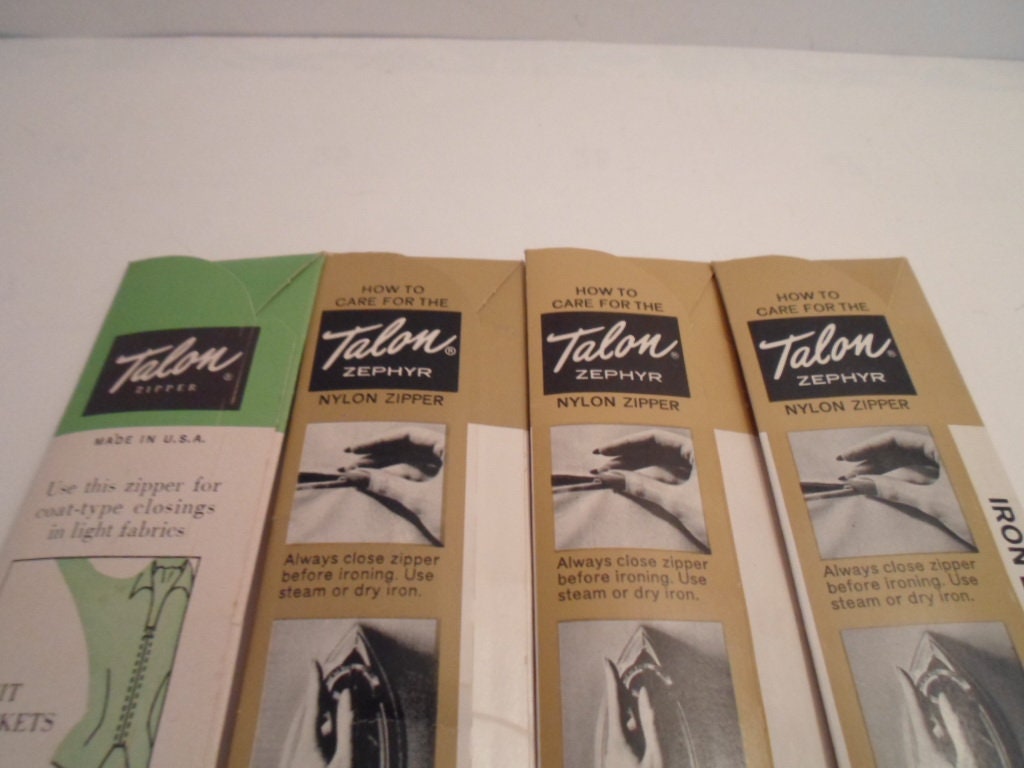 Talon®
ZIPPER
MADE IN U.S.A.
Use this zipper for
coat-type closings
in light fabrics
IT
KETS
HOW TO
CARE FOR THE
Talon®
ZEPHYR
NYLON ZIPPER
Always close zipper
before ironing. Use
steam or dry iron.
HOW TO
CARE FOR THE
Talon®
ZEPHYR
NYLON ZIPPER
Always close zipper
before ironing. Use
steam or dry iron.
HOW TO
CARE FOR THE
Talon®
ZEPHYR
NYLON ZIPPER
Always close zipper
before ironing. Use
steam or dry iron.
IRON